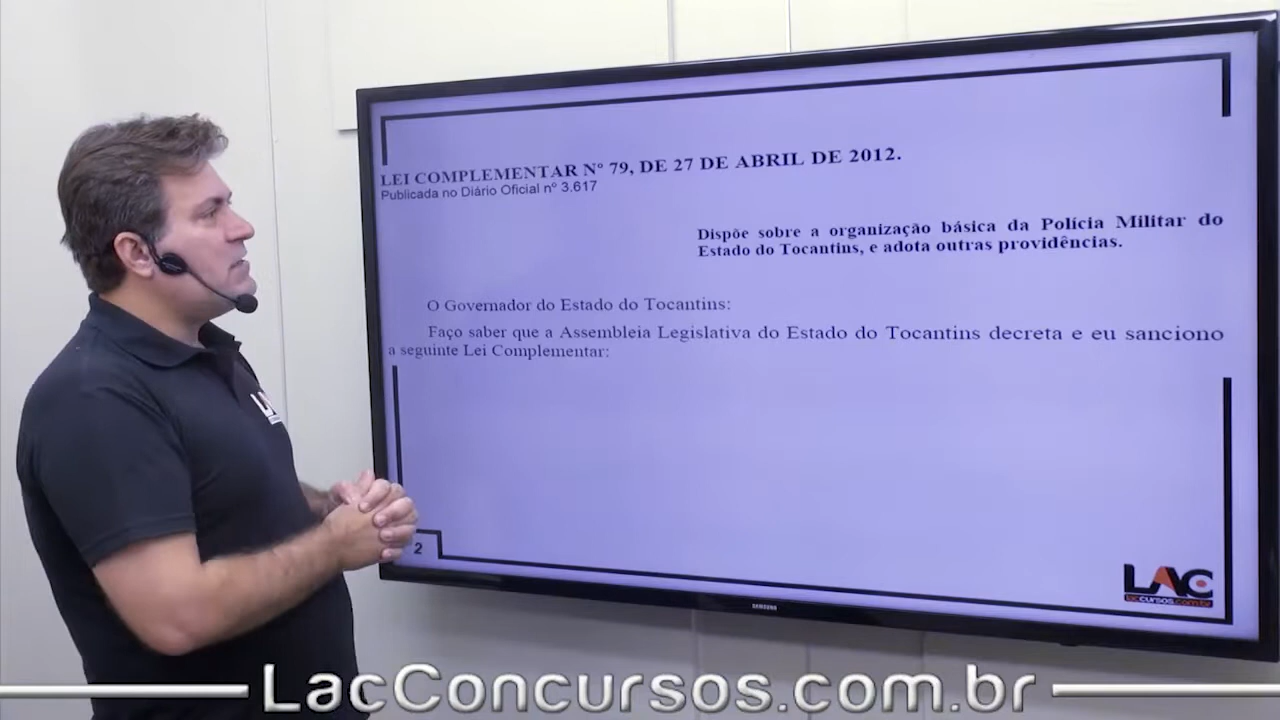 LEI COMPLEMENTAR Nº 79, DE 27 DE ABRIL DE 2012.
Publicada no Diário Oficial nº 3.617
Dispõe sobre a organização básica da Polícia Militar do
Estado do Tocantins, e adota outras providências.
O Governador do Estado do Tocantins:
Faço saber que a Assembleia Legislativa do Estado do Tocantins decreta e eu sanciono
a seguinte Lei Complementar:
2
LAC
laccursos.com.br
SAMSUNG
LacConcursos.com.br